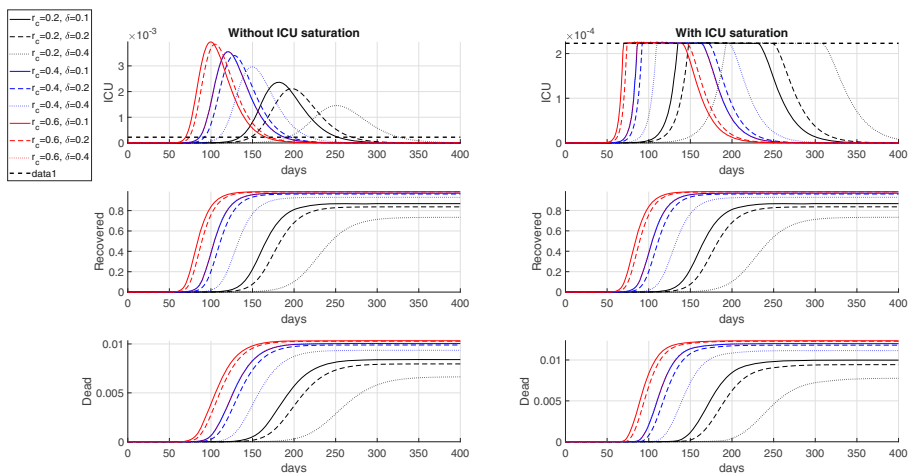 r_c=0.2, δ=0.1
r_c=0.2, δ=0.2
r_c=0.2, δ=0.4
r_c=0.4, δ=0.1
r_c=0.4, δ=0.2
r_c=0.4, δ=0.4
r_c=0.6, δ=0.1
r_c=0.6, δ=0.2
r_c=0.6, δ=0.4
data1
×10⁻³
Without ICU saturation
3
2
1
0
ICU
0 50 100 150 200 250 300 350 400
days
×10⁻⁴
With ICU saturation
2
1
0
ICU
0 50 100 150 200 250 300 350 400
days
0.8
0.6
0.4
0.2
0
Recovered
0 50 100 150 200 250 300 350 400
days
0.8
0.6
0.4
0.2
0
Recovered
0 50 100 150 200 250 300 350 400
days
0.01
0.005
0
Dead
0 50 100 150 200 250 300 350 400
days
0.01
0.005
0
Dead
0 50 100 150 200 250 300 350 400
days